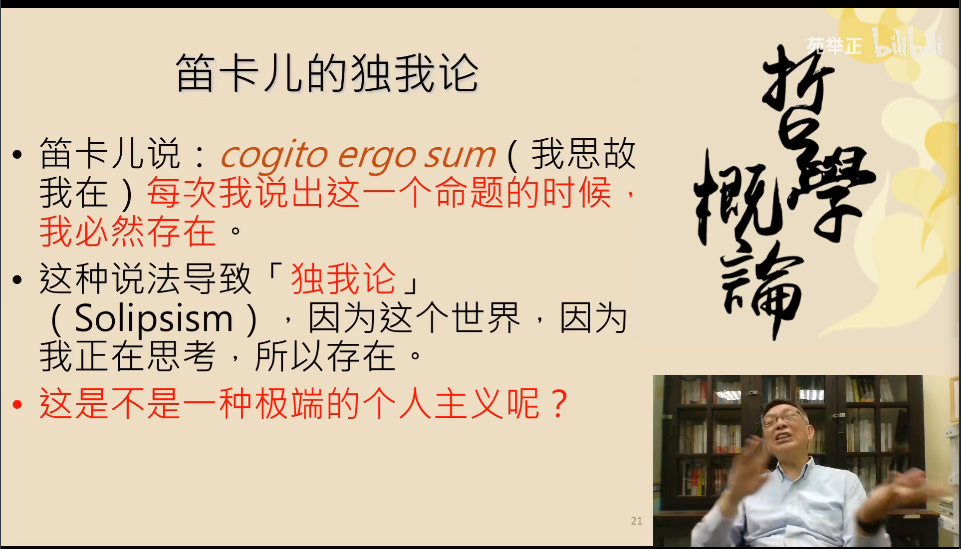 笛卡儿的独我论
• 笛卡儿说：cogito ergo sum（我思故
我在）每次我说出这一个命题的时候，
我必然存在。
• 这种说法导致「独我论」
（Solipsism），因为这个世界，因为
我正在思考，所以存在。
• 这是不是一种极端的个人主义呢？
21
苑举正 bilibili
哲學
概論